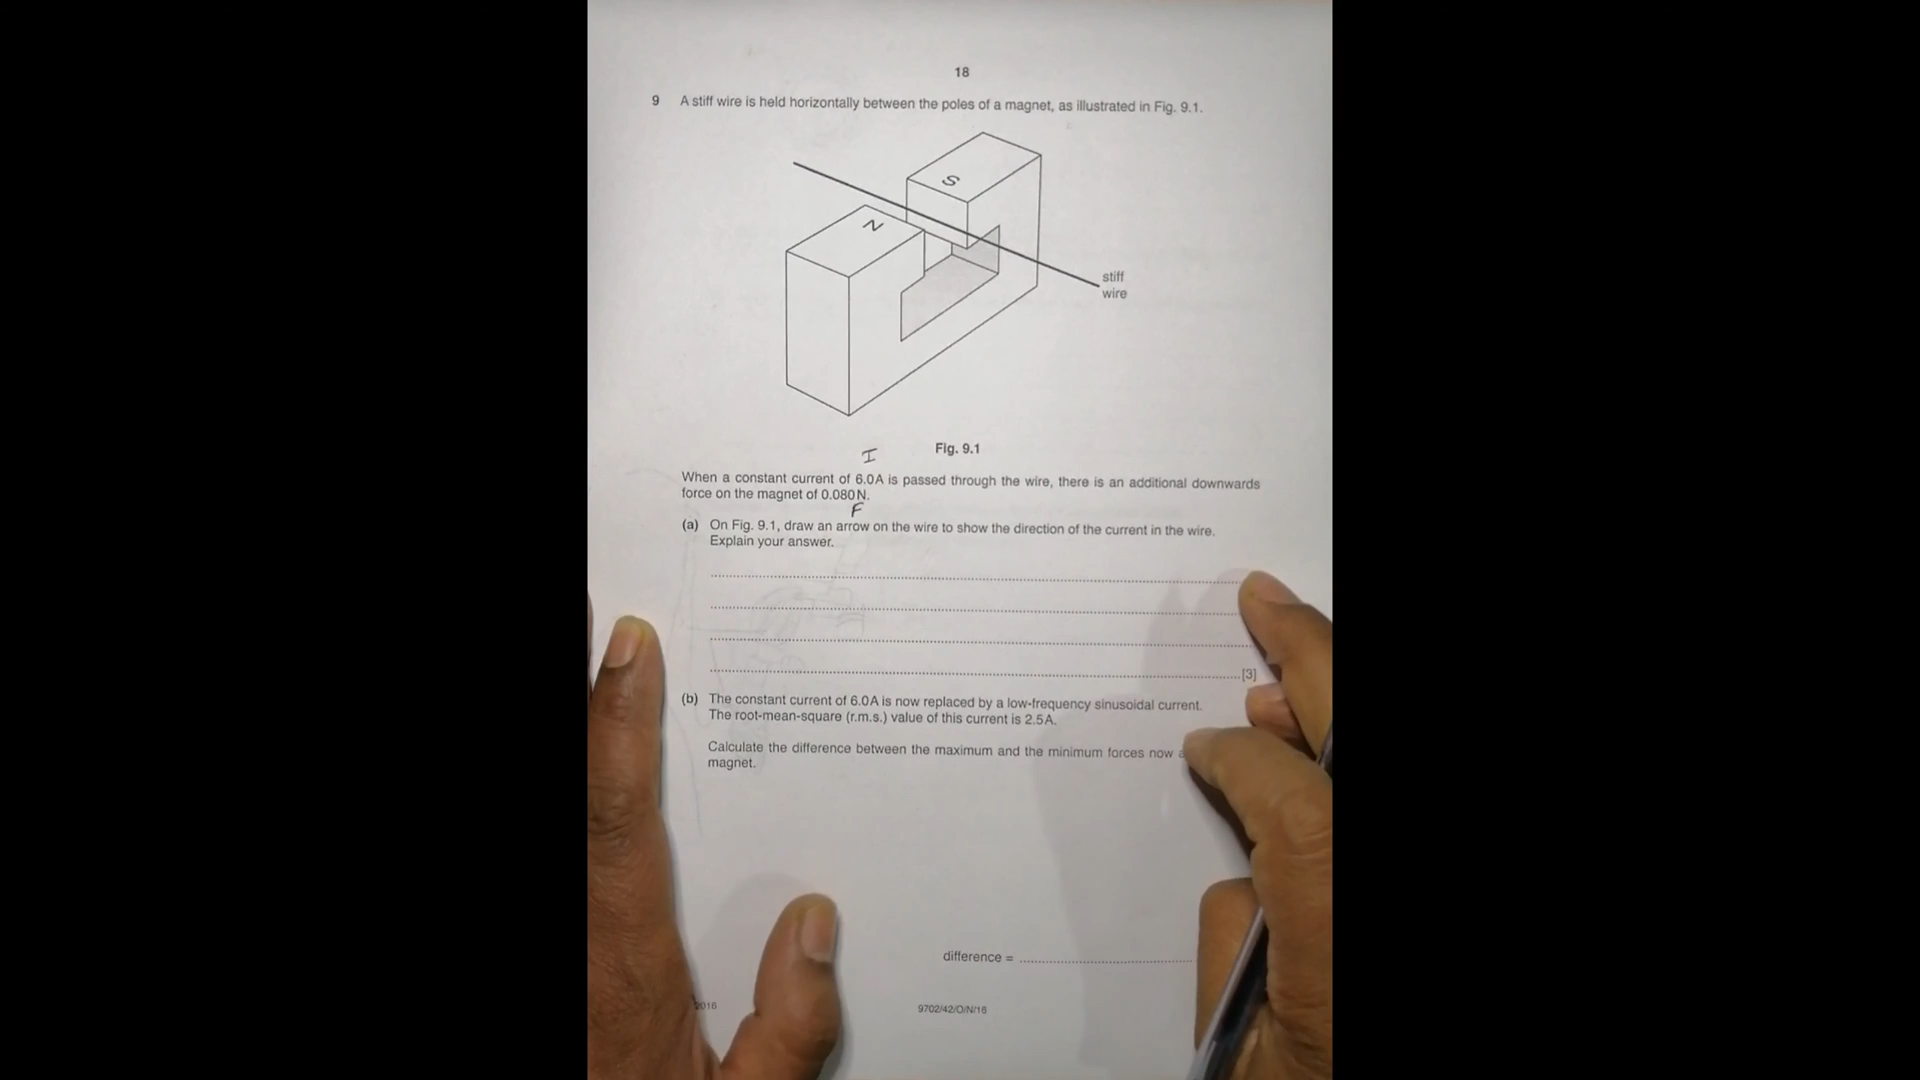 18
9 A stiff wire is held horizontally between the poles of a magnet, as illustrated in Fig. 9.1.
S
N
stiff
wire
Fig. 9.1
I
When a constant current of 6.0A is passed through the wire, there is an additional downwards
force on the magnet of 0.080N.
F
(a) On Fig. 9.1, draw an arrow on the wire to show the direction of the current in the wire.
Explain your answer.
[3]
(b) The constant current of 6.0A is now replaced by a low-frequency sinusoidal current.
The root-mean-square (r.m.s.) value of this current is 2.5A.
Calculate the difference between the maximum and the minimum forces now
magnet.
difference =
2016
9702/42/O/N/16